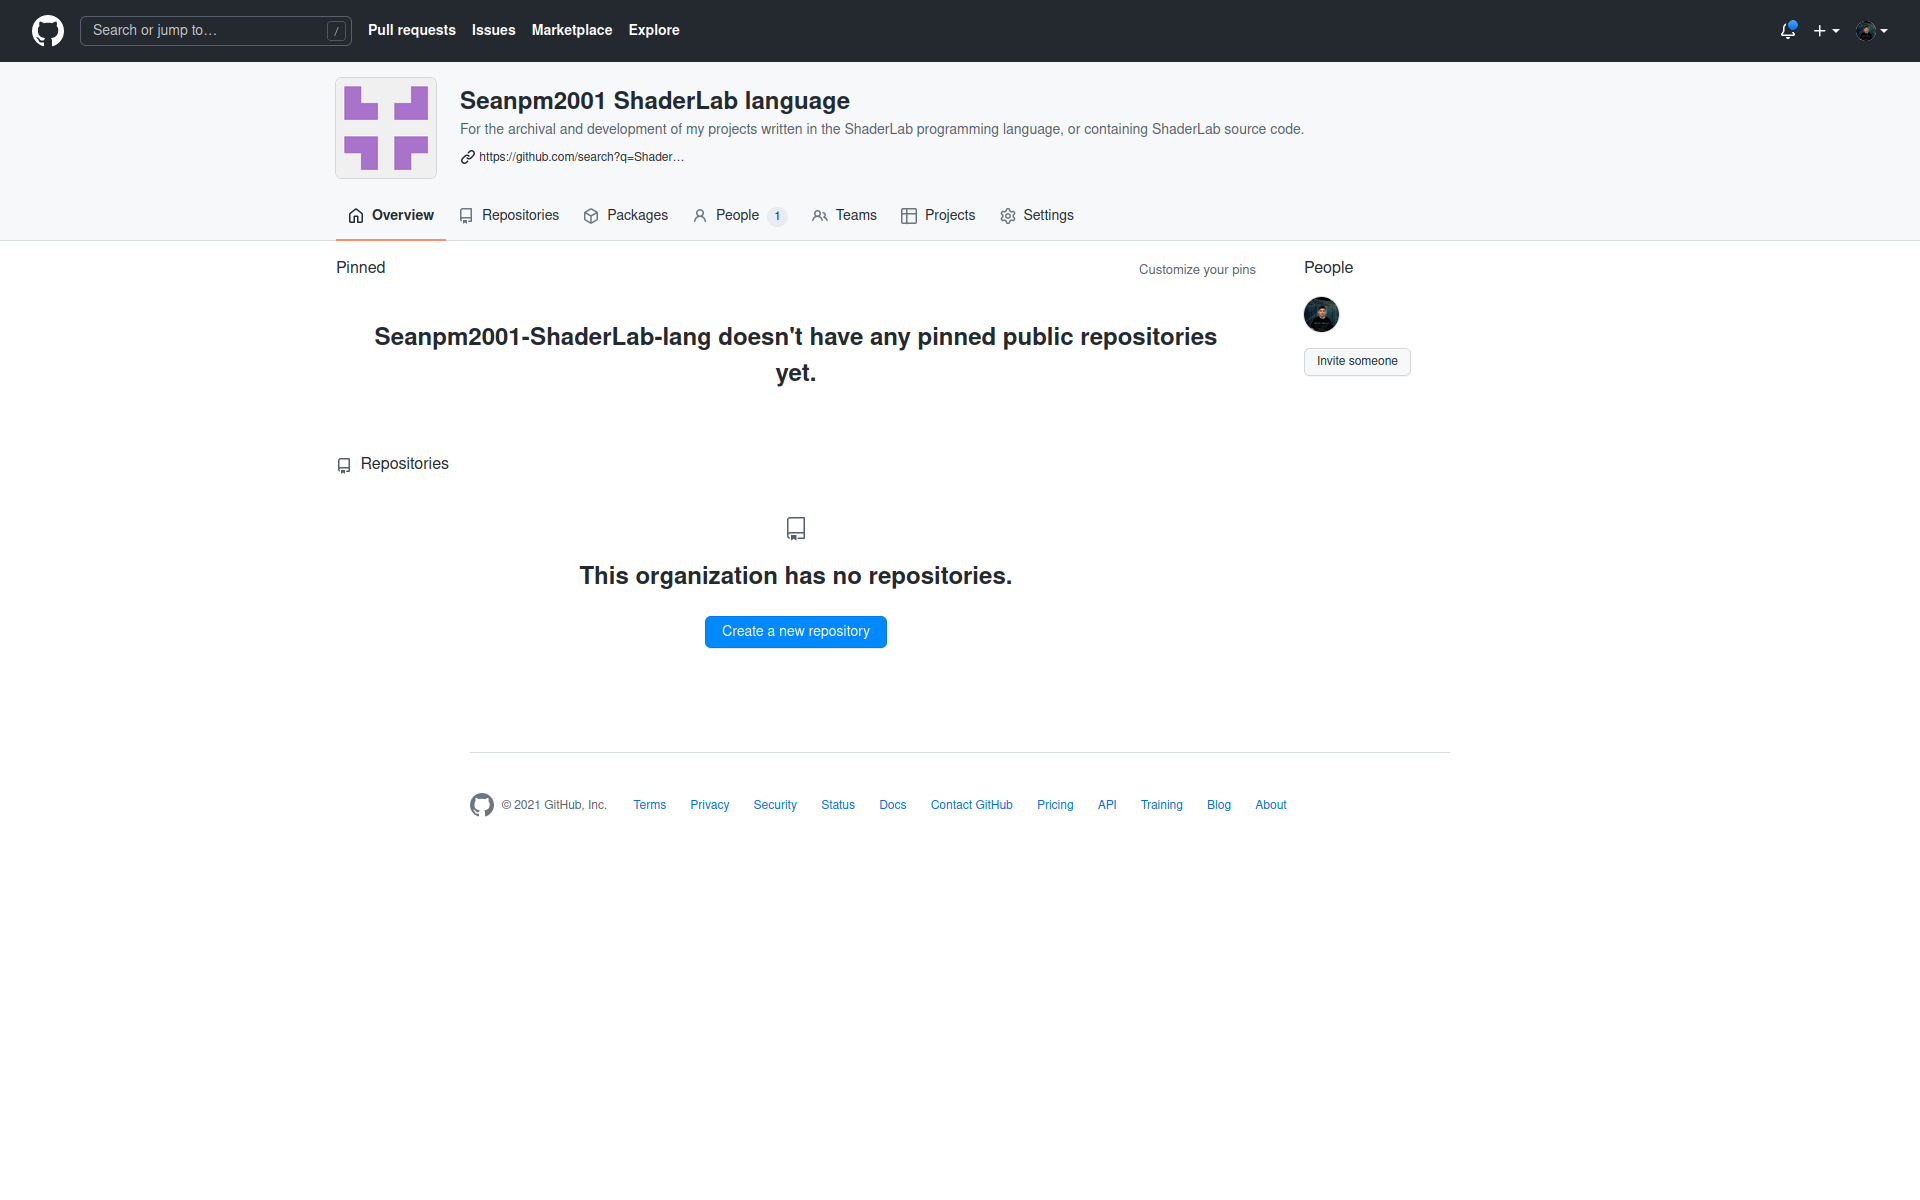 Search or jump to…
/
Pull requests
Issues
Marketplace
Explore
Seanpm2001 ShaderLab language
For the archival and development of my projects written in the ShaderLab programming language, or containing ShaderLab source code.
https://github.com/search?q=Shader…
Overview
Repositories
Packages
People 1
Teams
Projects
Settings
Pinned
Customize your pins
Seanpm2001-ShaderLab-lang doesn't have any pinned public repositories
yet.
People
Invite someone
Repositories
This organization has no repositories.
Create a new repository
© 2021 GitHub, Inc.
Terms
Privacy
Security
Status
Docs
Contact GitHub
Pricing
API
Training
Blog
About